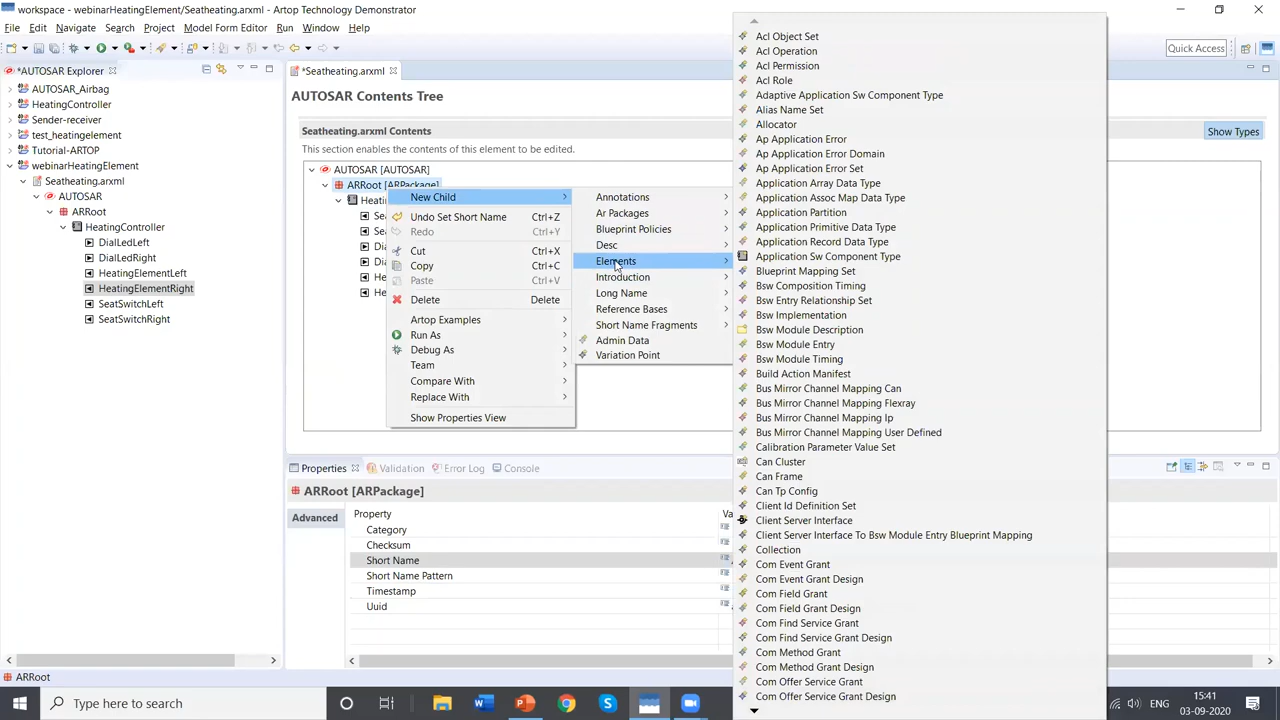 workspace - webinarHeatingElement/Seatheating.arxml - Artop Technology Demonstrator
File Edit Navigate Search Project Model Form Editor Run Window Help
Quick Access
*AUTOSAR Explorer
AUTOSAR_Airbag
HeatingController
Sender-receiver
test_heatingelement
Tutorial-ARTOP
webinarHeatingElement
Seatheating.arxml
AUTOSAR
ARRoot
HeatingController
DialLedLeft
DialLedRight
HeatingElementLeft
HeatingElementRight
SeatSwitchLeft
SeatSwitchRight
*Seatheating.arxml
AUTOSAR Contents Tree
Seatheating.arxml Contents
Show Types
This section enables the contents of this element to be edited.
AUTOSAR [AUTOSAR]
ARRoot [ARPackage]
New Child
Undo Set Short Name Ctrl+Z
Redo Ctrl+Y
Cut Ctrl+X
Copy Ctrl+C
Paste Ctrl+V
Delete Delete
Artop Examples
Run As
Debug As
Team
Compare With
Replace With
Show Properties View
Annotations
Ar Packages
Blueprint Policies
Desc
Elements
Introduction
Long Name
Reference Bases
Short Name Fragments
Admin Data
Variation Point
Acl Object Set
Acl Operation
Acl Permission
Acl Role
Adaptive Application Sw Component Type
Alias Name Set
Allocator
Ap Application Error
Ap Application Error Domain
Ap Application Error Set
Application Array Data Type
Application Assoc Map Data Type
Application Partition
Application Primitive Data Type
Application Record Data Type
Application Sw Component Type
Blueprint Mapping Set
Bsw Composition Timing
Bsw Entry Relationship Set
Bsw Implementation
Bsw Module Description
Bsw Module Entry
Bsw Module Timing
Build Action Manifest
Bus Mirror Channel Mapping Can
Bus Mirror Channel Mapping Flexray
Bus Mirror Channel Mapping Ip
Bus Mirror Channel Mapping User Defined
Calibration Parameter Value Set
Can Cluster
Can Frame
Can Tp Config
Client Id Definition Set
Client Server Interface
Client Server Interface To Bsw Module Entry Blueprint Mapping
Collection
Com Event Grant
Com Event Grant Design
Com Field Grant
Com Field Grant Design
Com Find Service Grant
Com Find Service Grant Design
Com Method Grant
Com Method Grant Design
Com Offer Service Grant
Com Offer Service Grant Design
Properties Validation Error Log Console
ARRoot [ARPackage]
Advanced
Property
Category
Checksum
Short Name
Short Name Pattern
Timestamp
Uuid
ARRoot
Type here to search
ENG
15:41
03-09-2020